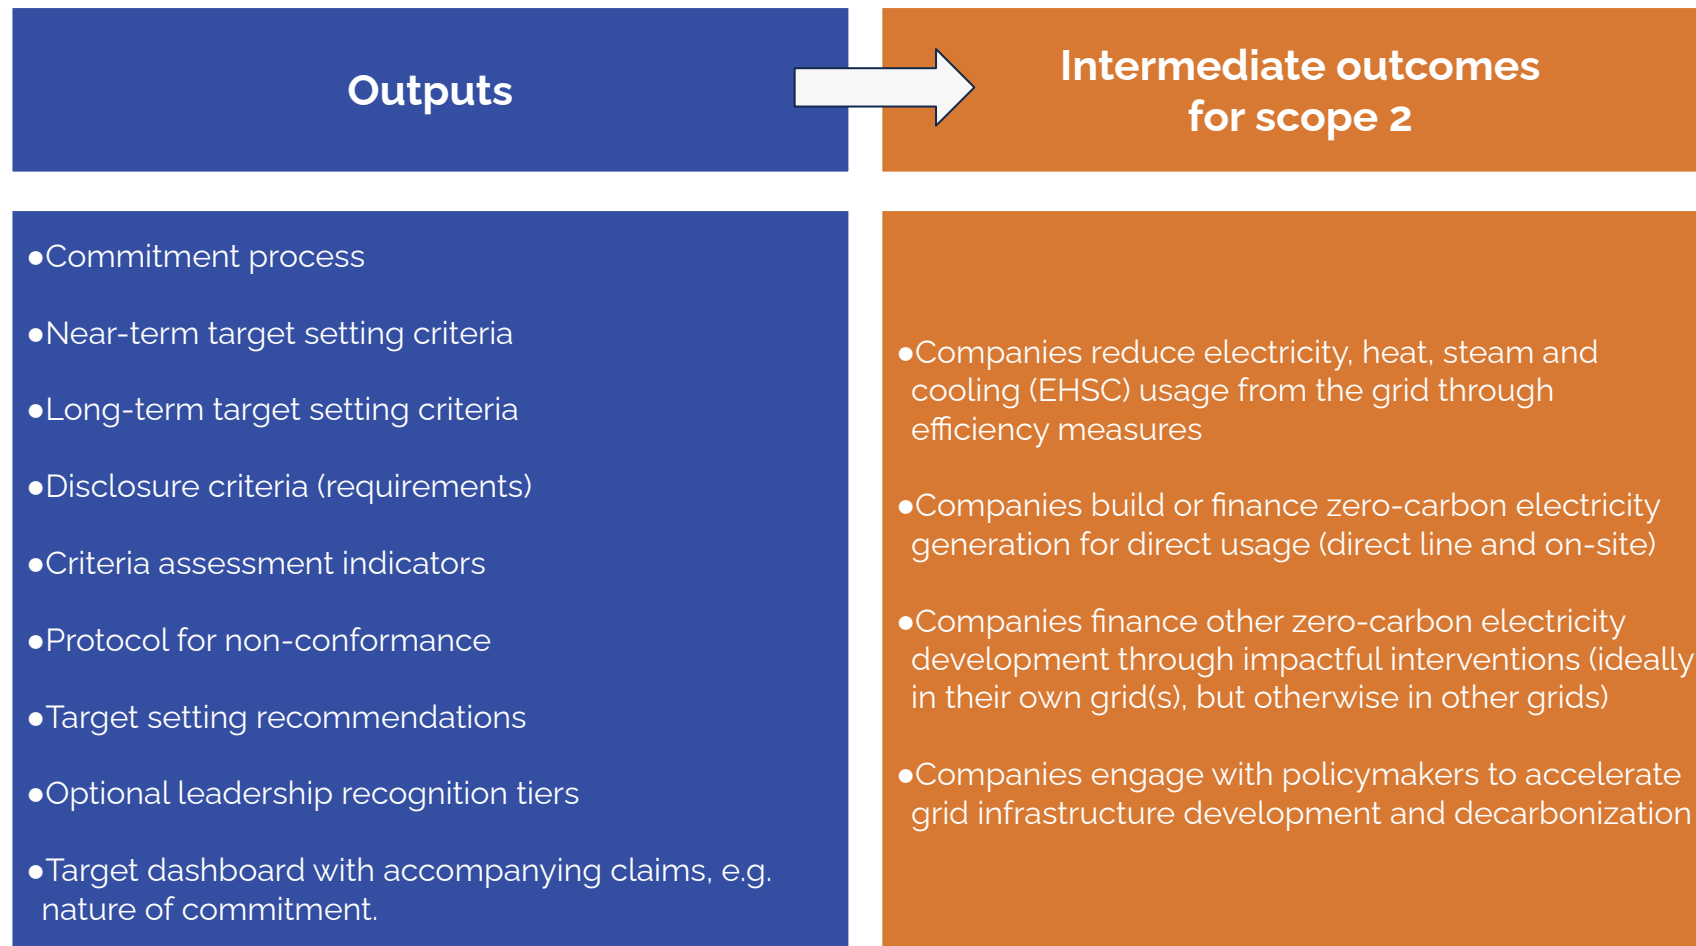 Outputs
Intermediate outcomes
for scope 2
●Commitment process
●Near-term target setting criteria
●Long-term target setting criteria
●Disclosure criteria (requirements)
●Criteria assessment indicators
●Protocol for non-conformance
●Target setting recommendations
●Optional leadership recognition tiers
●Target dashboard with accompanying claims, e.g.
nature of commitment.
●Companies reduce electricity, heat, steam and
cooling (EHSC) usage from the grid through
efficiency measures
●Companies build or finance zero-carbon electricity
generation for direct usage (direct line and on-site)
●Companies finance other zero-carbon electricity
development through impactful interventions (ideally
in their own grid(s), but otherwise in other grids)
●Companies engage with policymakers to accelerate
grid infrastructure development and decarbonization